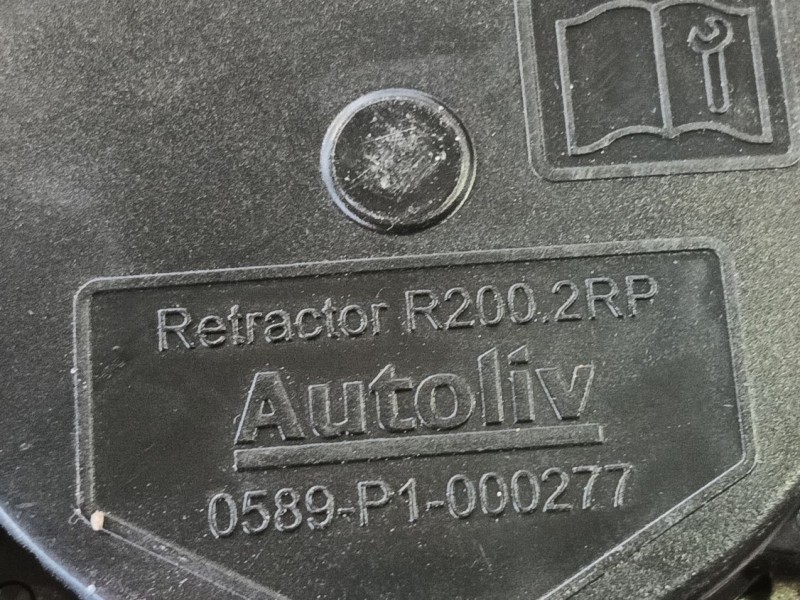 Retractor R200.2RP
Autoliv
0589-P1-000277